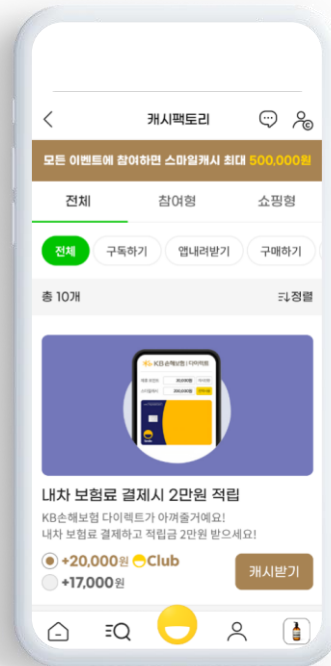 캐시팩토리
모든 이벤트에 참여하면 스마일캐시 최대 500,000원
전체 참여형 쇼핑형
전체 구독하기 앱내려받기 구매하기
총 10개 정렬
KB손해보험 다이렉트
내차 보험료 결제시 2만원 적립
KB손해보험 다이렉트가 아껴줄거예요!
내차 보험료 결제하고 적립금 2만원 받으세요!
+20,000원 Club
+17,000원
캐시받기